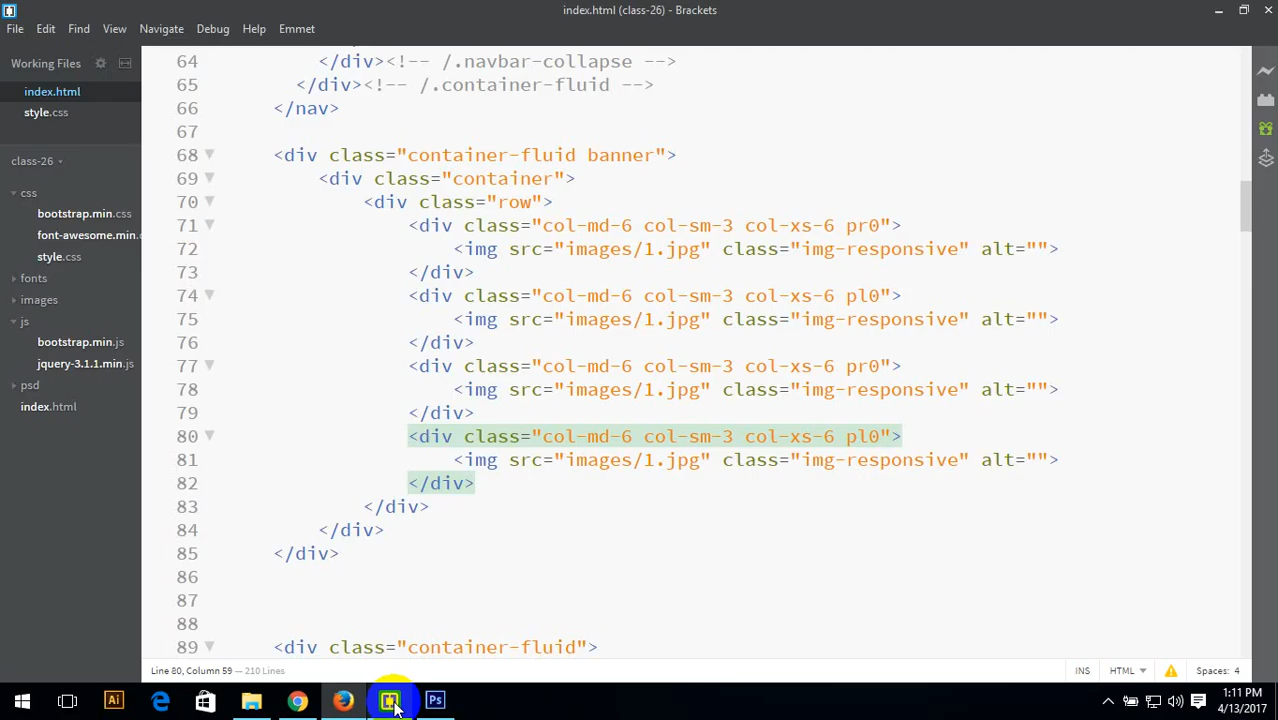 index.html (class-26) - Brackets
File Edit Find View Navigate Debug Help Emmet
Working Files
index.html
style.css
class-26
css
bootstrap.min.css
font-awesome.min.c
style.css
fonts
images
js
bootstrap.min.js
jquery-3.1.1.min.js
psd
index.html
64 </div><!-- /.navbar-collapse -->
65 </div><!-- /.container-fluid -->
66 </nav>
67
68 <div class="container-fluid banner">
69 <div class="container">
70 <div class="row">
71 <div class="col-md-6 col-sm-3 col-xs-6 pr0">
72 <img src="images/1.jpg" class="img-responsive" alt="">
73 </div>
74 <div class="col-md-6 col-sm-3 col-xs-6 pl0">
75 <img src="images/1.jpg" class="img-responsive" alt="">
76 </div>
77 <div class="col-md-6 col-sm-3 col-xs-6 pr0">
78 <img src="images/1.jpg" class="img-responsive" alt="">
79 </div>
80 <div class="col-md-6 col-sm-3 col-xs-6 pl0">
81 <img src="images/1.jpg" class="img-responsive" alt="">
82 </div>
83 </div>
84 </div>
85 </div>
86
87
88
89 <div class="container-fluid">
Line 80, Column 59 — 210 Lines
INS HTML Spaces: 4
Ai
Ps
1:11 PM
4/13/2017